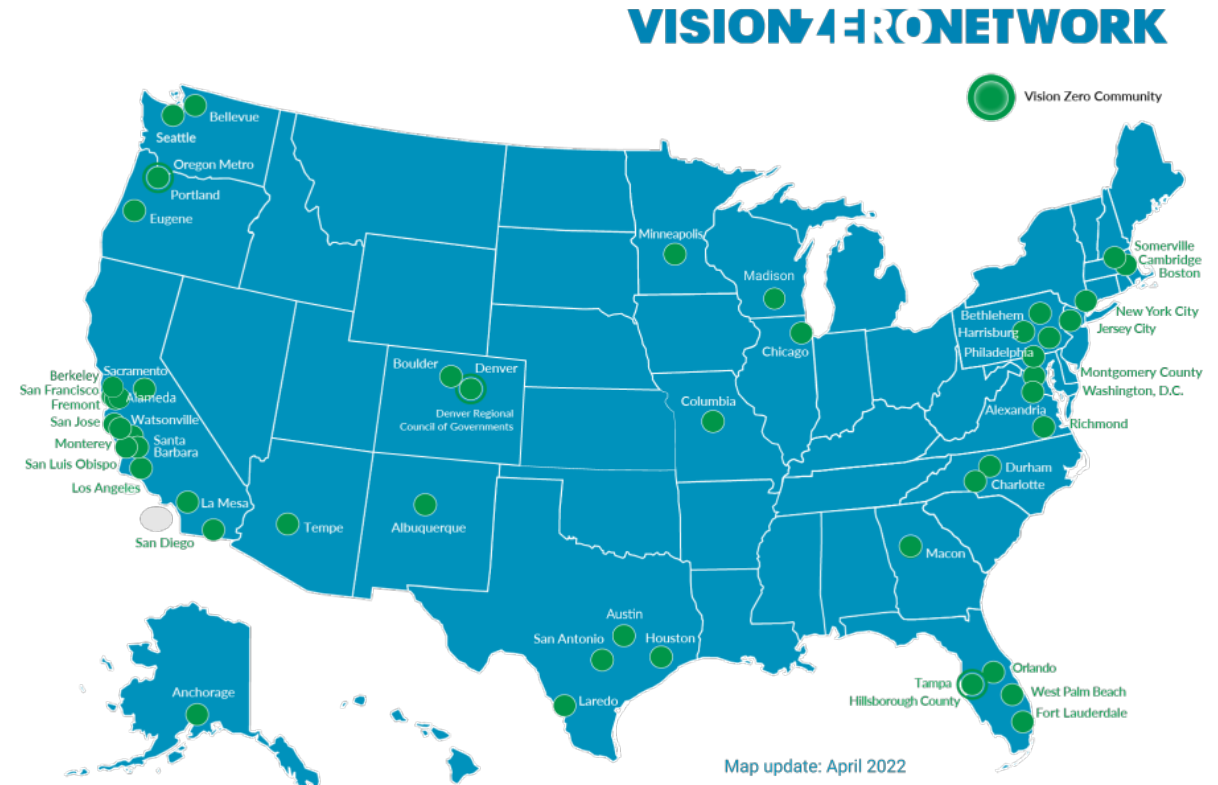 VISIONZERONETWORK
Vision Zero Community
Bellevue
Seattle
Oregon Metro
Portland
Eugene
Minneapolis
Madison
Chicago
Somerville
Cambridge
Boston
New York City
Jersey City
Bethlehem
Harrisburg
Philadelphia
Montgomery County
Washington, D.C.
Alexandria
Richmond
Boulder
Denver
Denver Regional
Council of Governments
Columbia
Sacramento
Berkeley
San Francisco
Alameda
Fremont
San Jose
Watsonville
Monterey
Santa
Barbara
San Luis Obispo
Los Angeles
La Mesa
San Diego
Tempe
Albuquerque
Durham
Charlotte
Macon
Austin
San Antonio
Houston
Laredo
Orlando
Tampa
Hillsborough County
West Palm Beach
Fort Lauderdale
Anchorage
Map update: April 2022